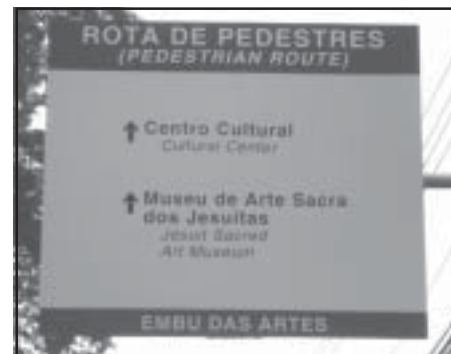 ROTA DE PEDESTRES
(PEDESTRIAN ROUTE)
Centro Cultural
Cultural Center
Museu de Arte Sacra
dos Jesuítas
Jesuit Sacred
Art Museum
EMBU DAS ARTES